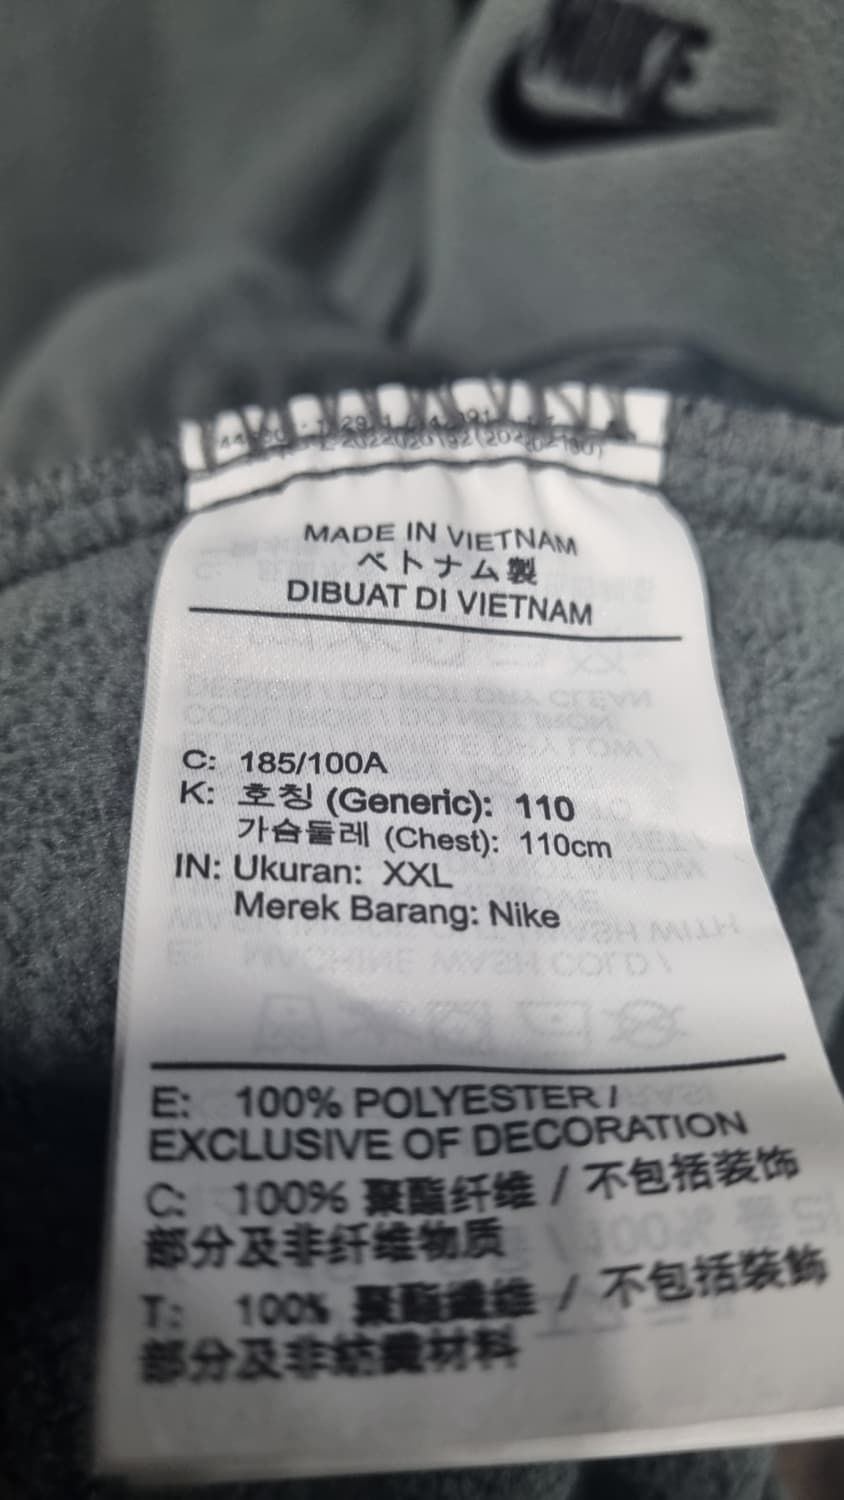 NIKE
MADE IN VIETNAM
ベトナム製
DIBUAT DI VIETNAM
C: 185/100A
K: 호칭 (Generic): 110
가슴둘레 (Chest): 110cm
IN: Ukuran: XXL
Merek Barang: Nike
E: 100% POLYESTER /
EXCLUSIVE OF DECORATION
C: 100% 聚酯纤维 / 不包括装饰
部分及非纤维物质
T: 100% 聚酯纖維 / 不包括裝飾
部分及非紡織材料